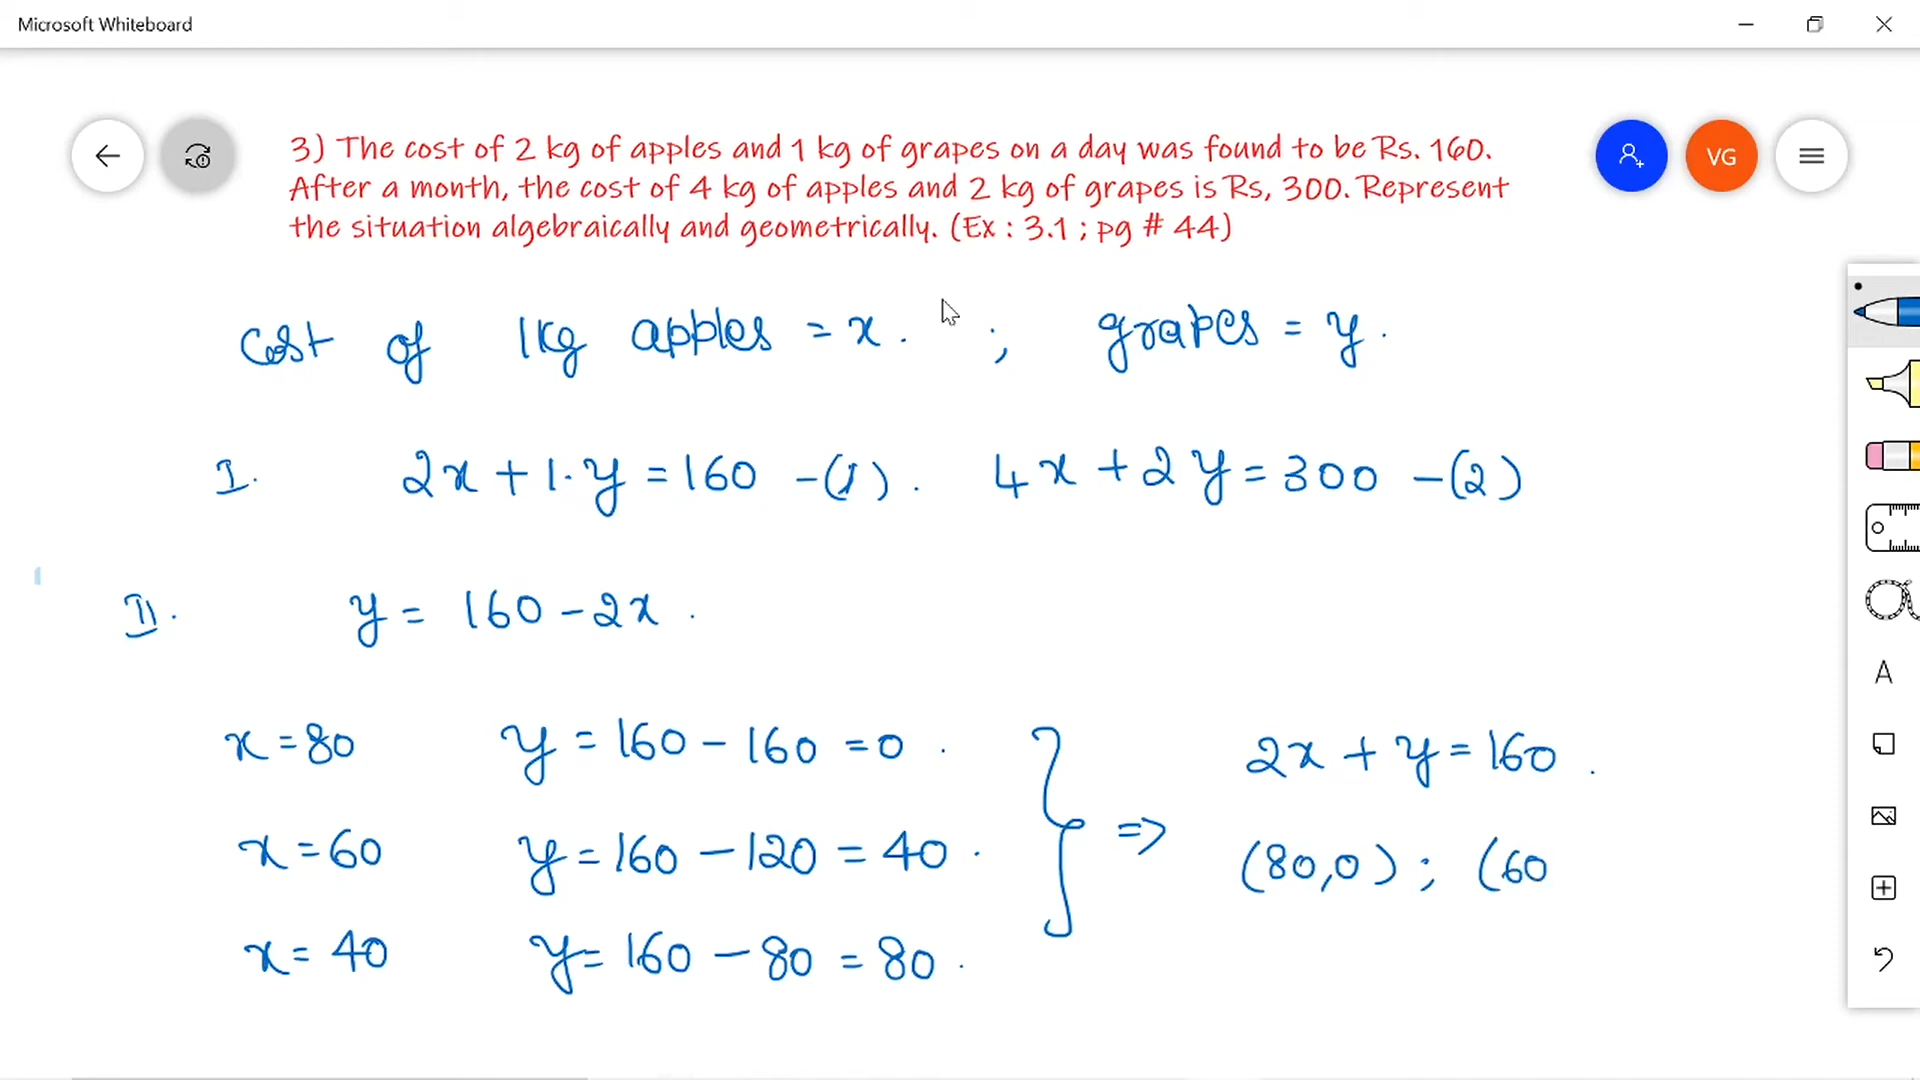 Microsoft Whiteboard
3) The cost of 2 kg of apples and 1 kg of grapes on a day was found to be Rs. 160.
After a month, the cost of 4 kg of apples and 2 kg of grapes is Rs, 300. Represent
the situation algebraically and geometrically. (Ex : 3.1 ; pg # 44)
VG
Cost of 1kg apples = x. ; grapes = y.
I. 2x + 1·y = 160 -(1). 4x + 2y = 300 -(2)
II. y = 160 - 2x.
x = 80 y = 160 - 160 = 0.
2x + y = 160.
x = 60 y = 160 - 120 = 40.
=>
(80,0) ; (60
x = 40 y = 160 - 80 = 80.
A